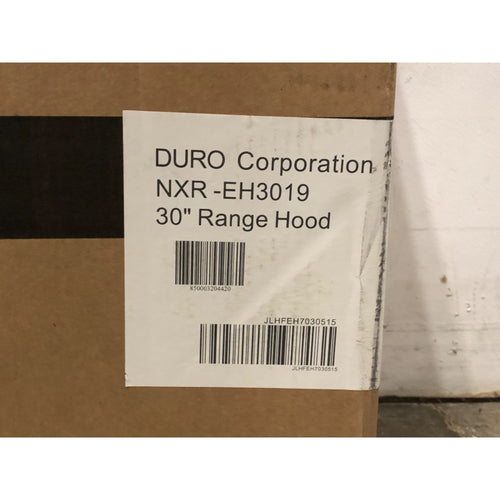 DURO Corporation
NXR -EH3019
30" Range Hood
850003204420
JLHFEH7030515
JLHFEH7030515